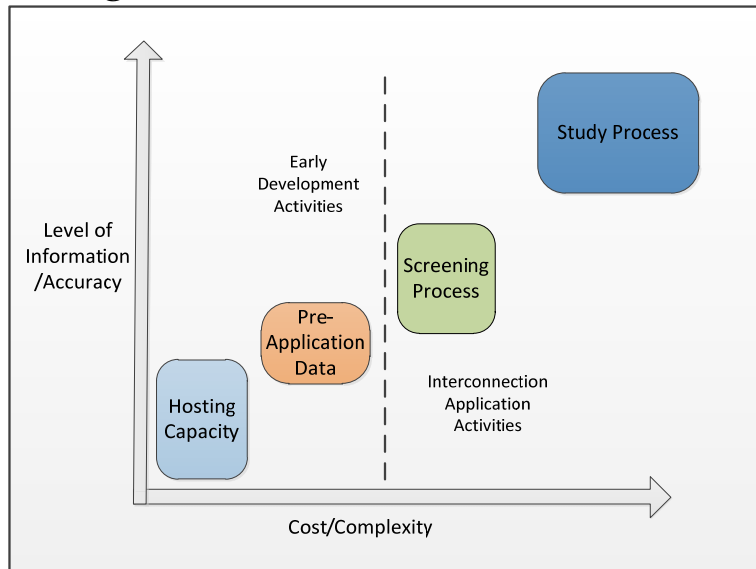 Study Process
Early
Development
Activities
Level of
Information
/Accuracy
Screening
Process
Pre-
Application
Data
Hosting
Capacity
Interconnection
Application
Activities
Cost/Complexity